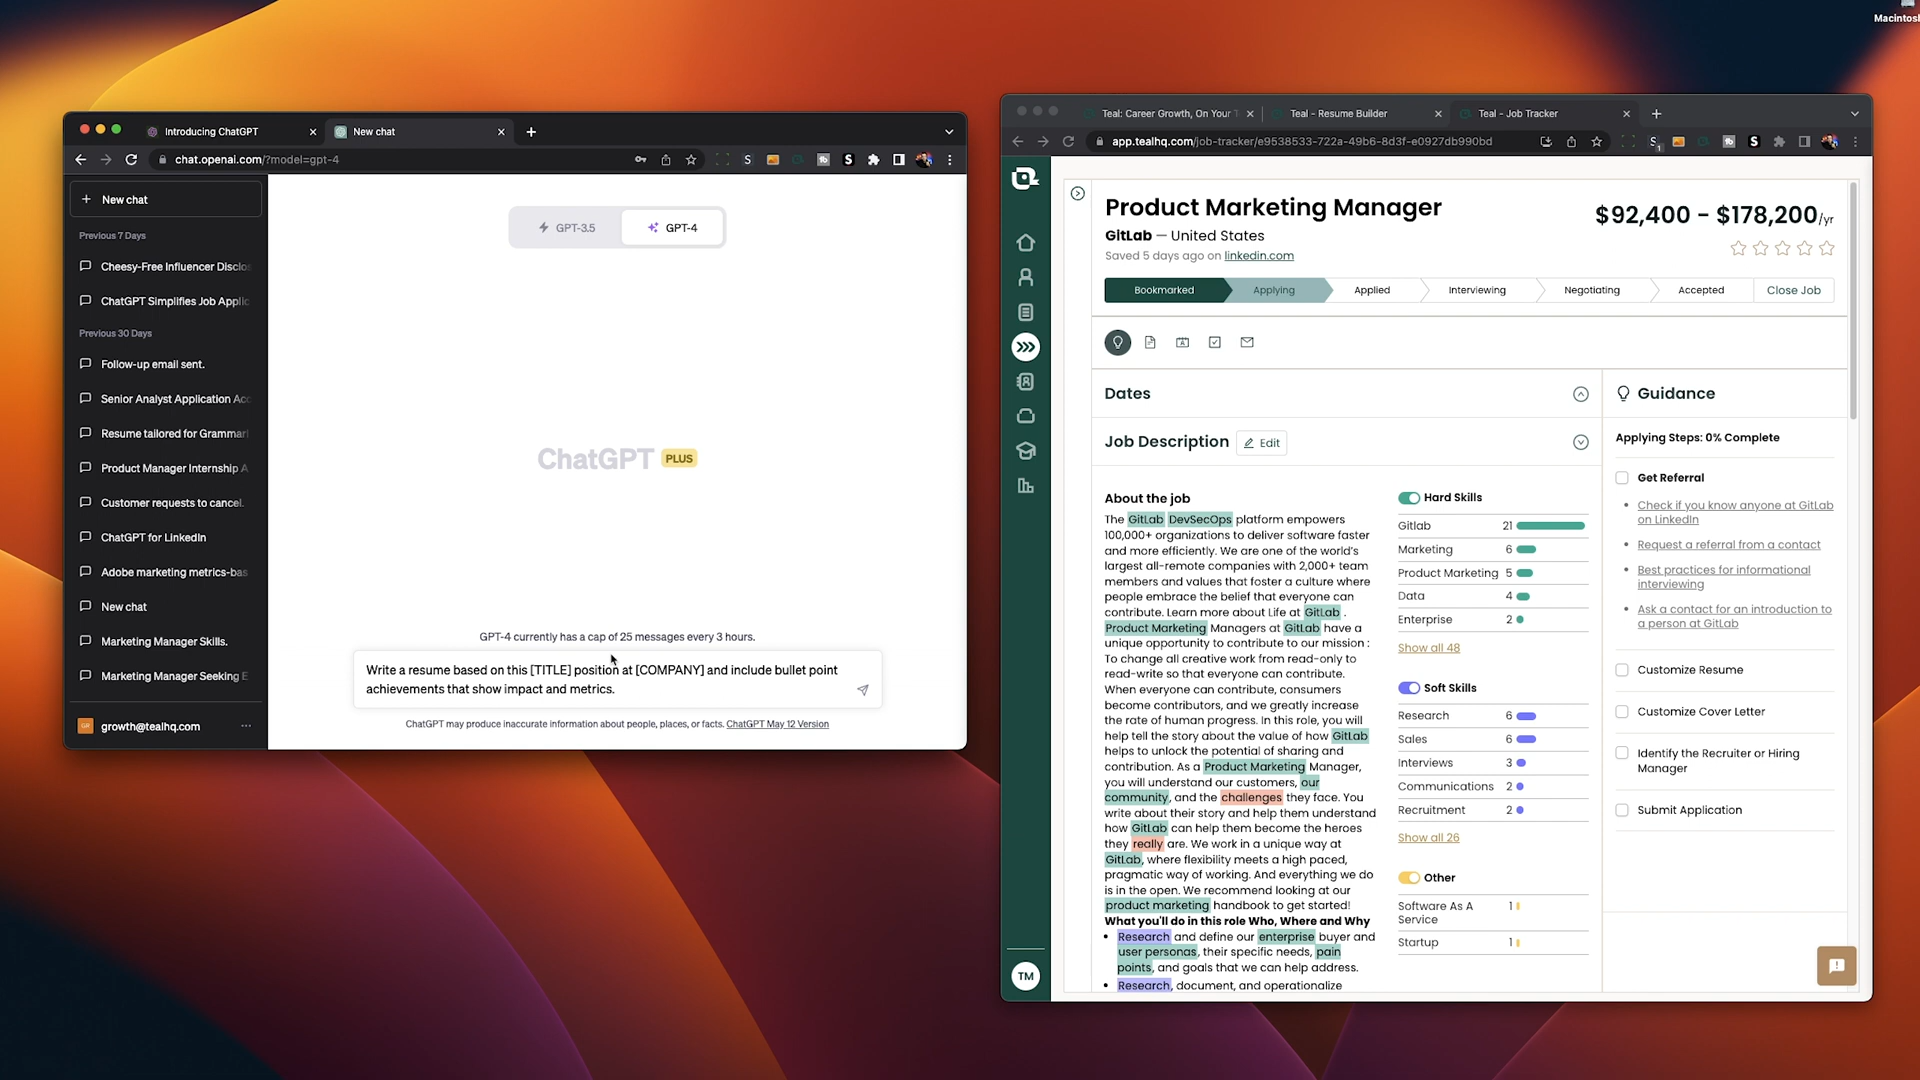 Macintosh
Introducing ChatGPT
New chat
chat.openai.com/?model=gpt-4
New chat
Previous 7 Days
Cheesy-Free Influencer Disclo
ChatGPT Simplifies Job Applic
Previous 30 Days
Follow-up email sent.
Senior Analyst Application Acc
Resume tailored for Grammarl
Product Manager Internship A
Customer requests to cancel.
ChatGPT for LinkedIn
Adobe marketing metrics-bas
New chat
Marketing Manager Skills.
Marketing Manager Seeking E
growth@tealhq.com
GPT-3.5
GPT-4
ChatGPT PLUS
GPT-4 currently has a cap of 25 messages every 3 hours.
Write a resume based on this [TITLE] position at [COMPANY] and include bullet point
achievements that show impact and metrics.
ChatGPT may produce inaccurate information about people, places, or facts. ChatGPT May 12 Version
Teal: Career Growth, On Your T
Teal - Resume Builder
Teal - Job Tracker
app.tealhq.com/job-tracker/e9538533-722a-49b6-8d3f-e0927db990bd
TM
Product Marketing Manager
GitLab — United States
Saved 5 days ago on linkedin.com
$92,400 - $178,200/yr
Bookmarked
Applying
Applied
Interviewing
Negotiating
Accepted
Close Job
Dates
Job Description
Edit
About the job
The GitLab DevSecOps platform empowers
100,000+ organizations to deliver software faster
and more efficiently. We are one of the world's
largest all-remote companies with 2,000+ team
members and values that foster a culture where
people embrace the belief that everyone can
contribute. Learn more about Life at GitLab .
Product Marketing Managers at GitLab have a
unique opportunity to contribute to our mission :
To change all creative work from read-only to
read-write so that everyone can contribute.
When everyone can contribute, consumers
become contributors, and we greatly increase
the rate of human progress. In this role, you will
help tell the story about the value of how GitLab
helps to unlock the potential of sharing and
contribution. As a Product Marketing Manager,
you will understand our customers, our
community, and the challenges they face. You
write about their story and help them understand
how GitLab can help them become the heroes
they really are. We work in a unique way at
GitLab, where flexibility meets a high paced,
pragmatic way of working. And everything we do
is in the open. We recommend looking at our
product marketing handbook to get started!
What you'll do in this role Who, Where and Why
• Research and define our enterprise buyer and
user personas, their specific needs, pain
points, and goals that we can help address.
• Research, document, and operationalize
Hard Skills
Gitlab 21
Marketing 6
Product Marketing 5
Data 4
Enterprise 2
Show all 48
Soft Skills
Research 6
Sales 6
Interviews 3
Communications 2
Recruitment 2
Show all 26
Other
Software As A 1
Service
Startup 1
Guidance
Applying Steps: 0% Complete
Get Referral
• Check if you know anyone at GitLab
on LinkedIn
• Request a referral from a contact
• Best practices for informational
interviewing
• Ask a contact for an introduction to
a person at GitLab
Customize Resume
Customize Cover Letter
Identify the Recruiter or Hiring
Manager
Submit Application